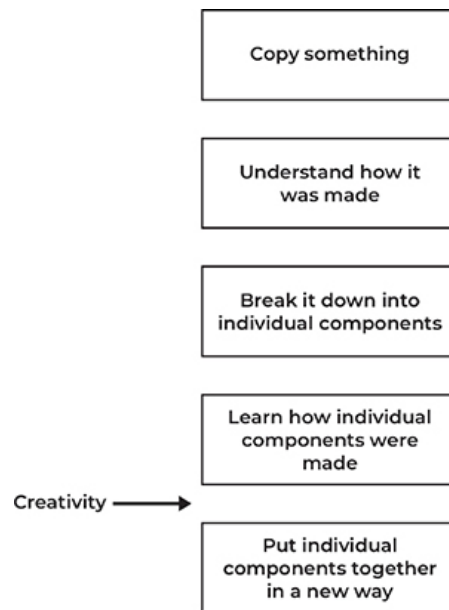 Copy something
Understand how it
was made
Break it down into
individual components
Learn how individual
components were
made
Creativity
Put individual
components together
in a new way